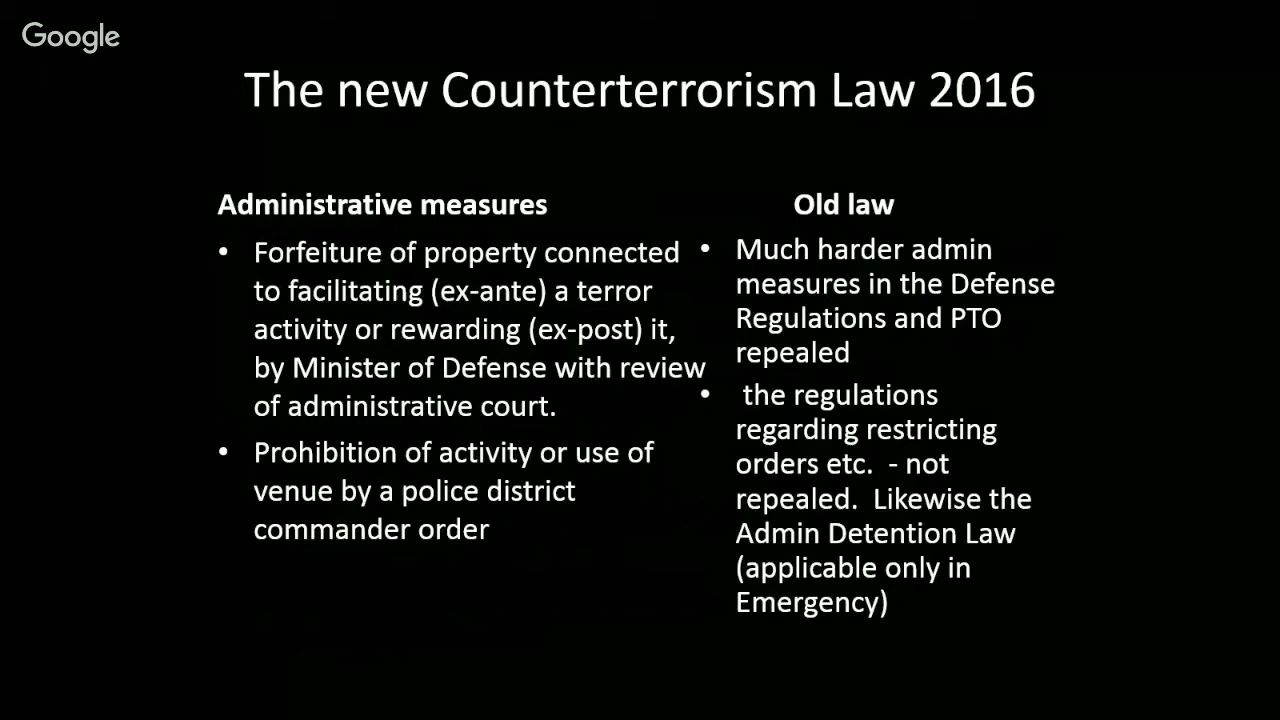 Google
The new Counterterrorism Law 2016
Administrative measures
• Forfeiture of property connected
to facilitating (ex-ante) a terror
activity or rewarding (ex-post) it,
by Minister of Defense with review
of administrative court.
• Prohibition of activity or use of
venue by a police district
commander order
Old law
• Much harder admin
measures in the Defense
Regulations and PTO
repealed
• the regulations
regarding restricting
orders etc. - not
repealed. Likewise the
Admin Detention Law
(applicable only in
Emergency)